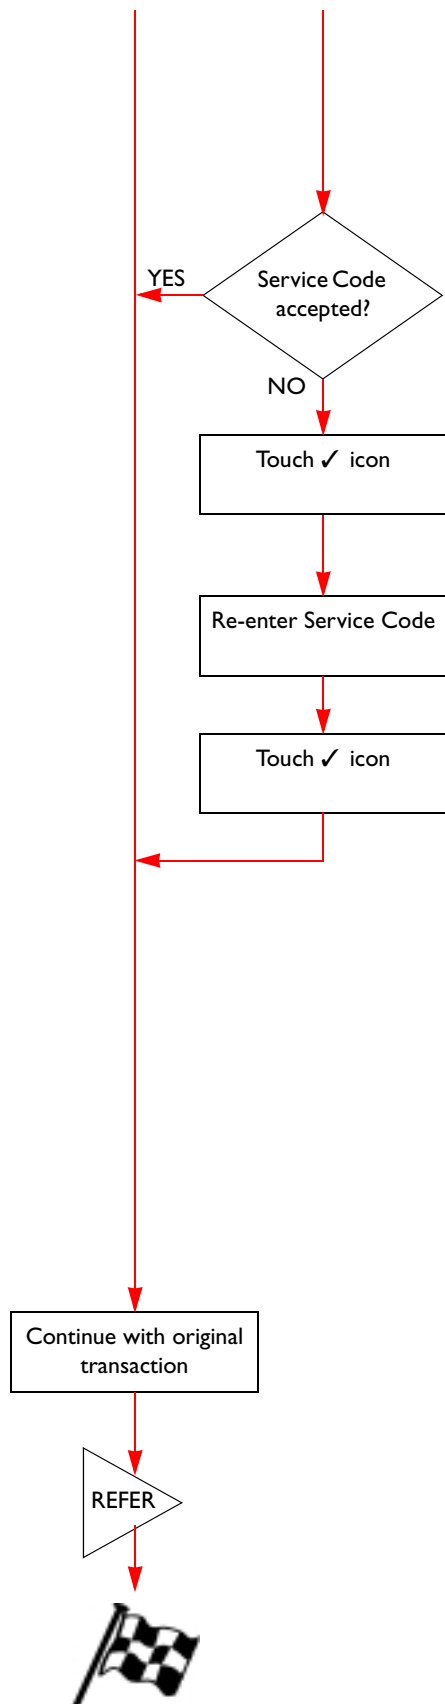 YES
Service Code
accepted?
NO
Touch ✓ icon
Re-enter Service Code
Touch ✓ icon
Continue with original
transaction
REFER